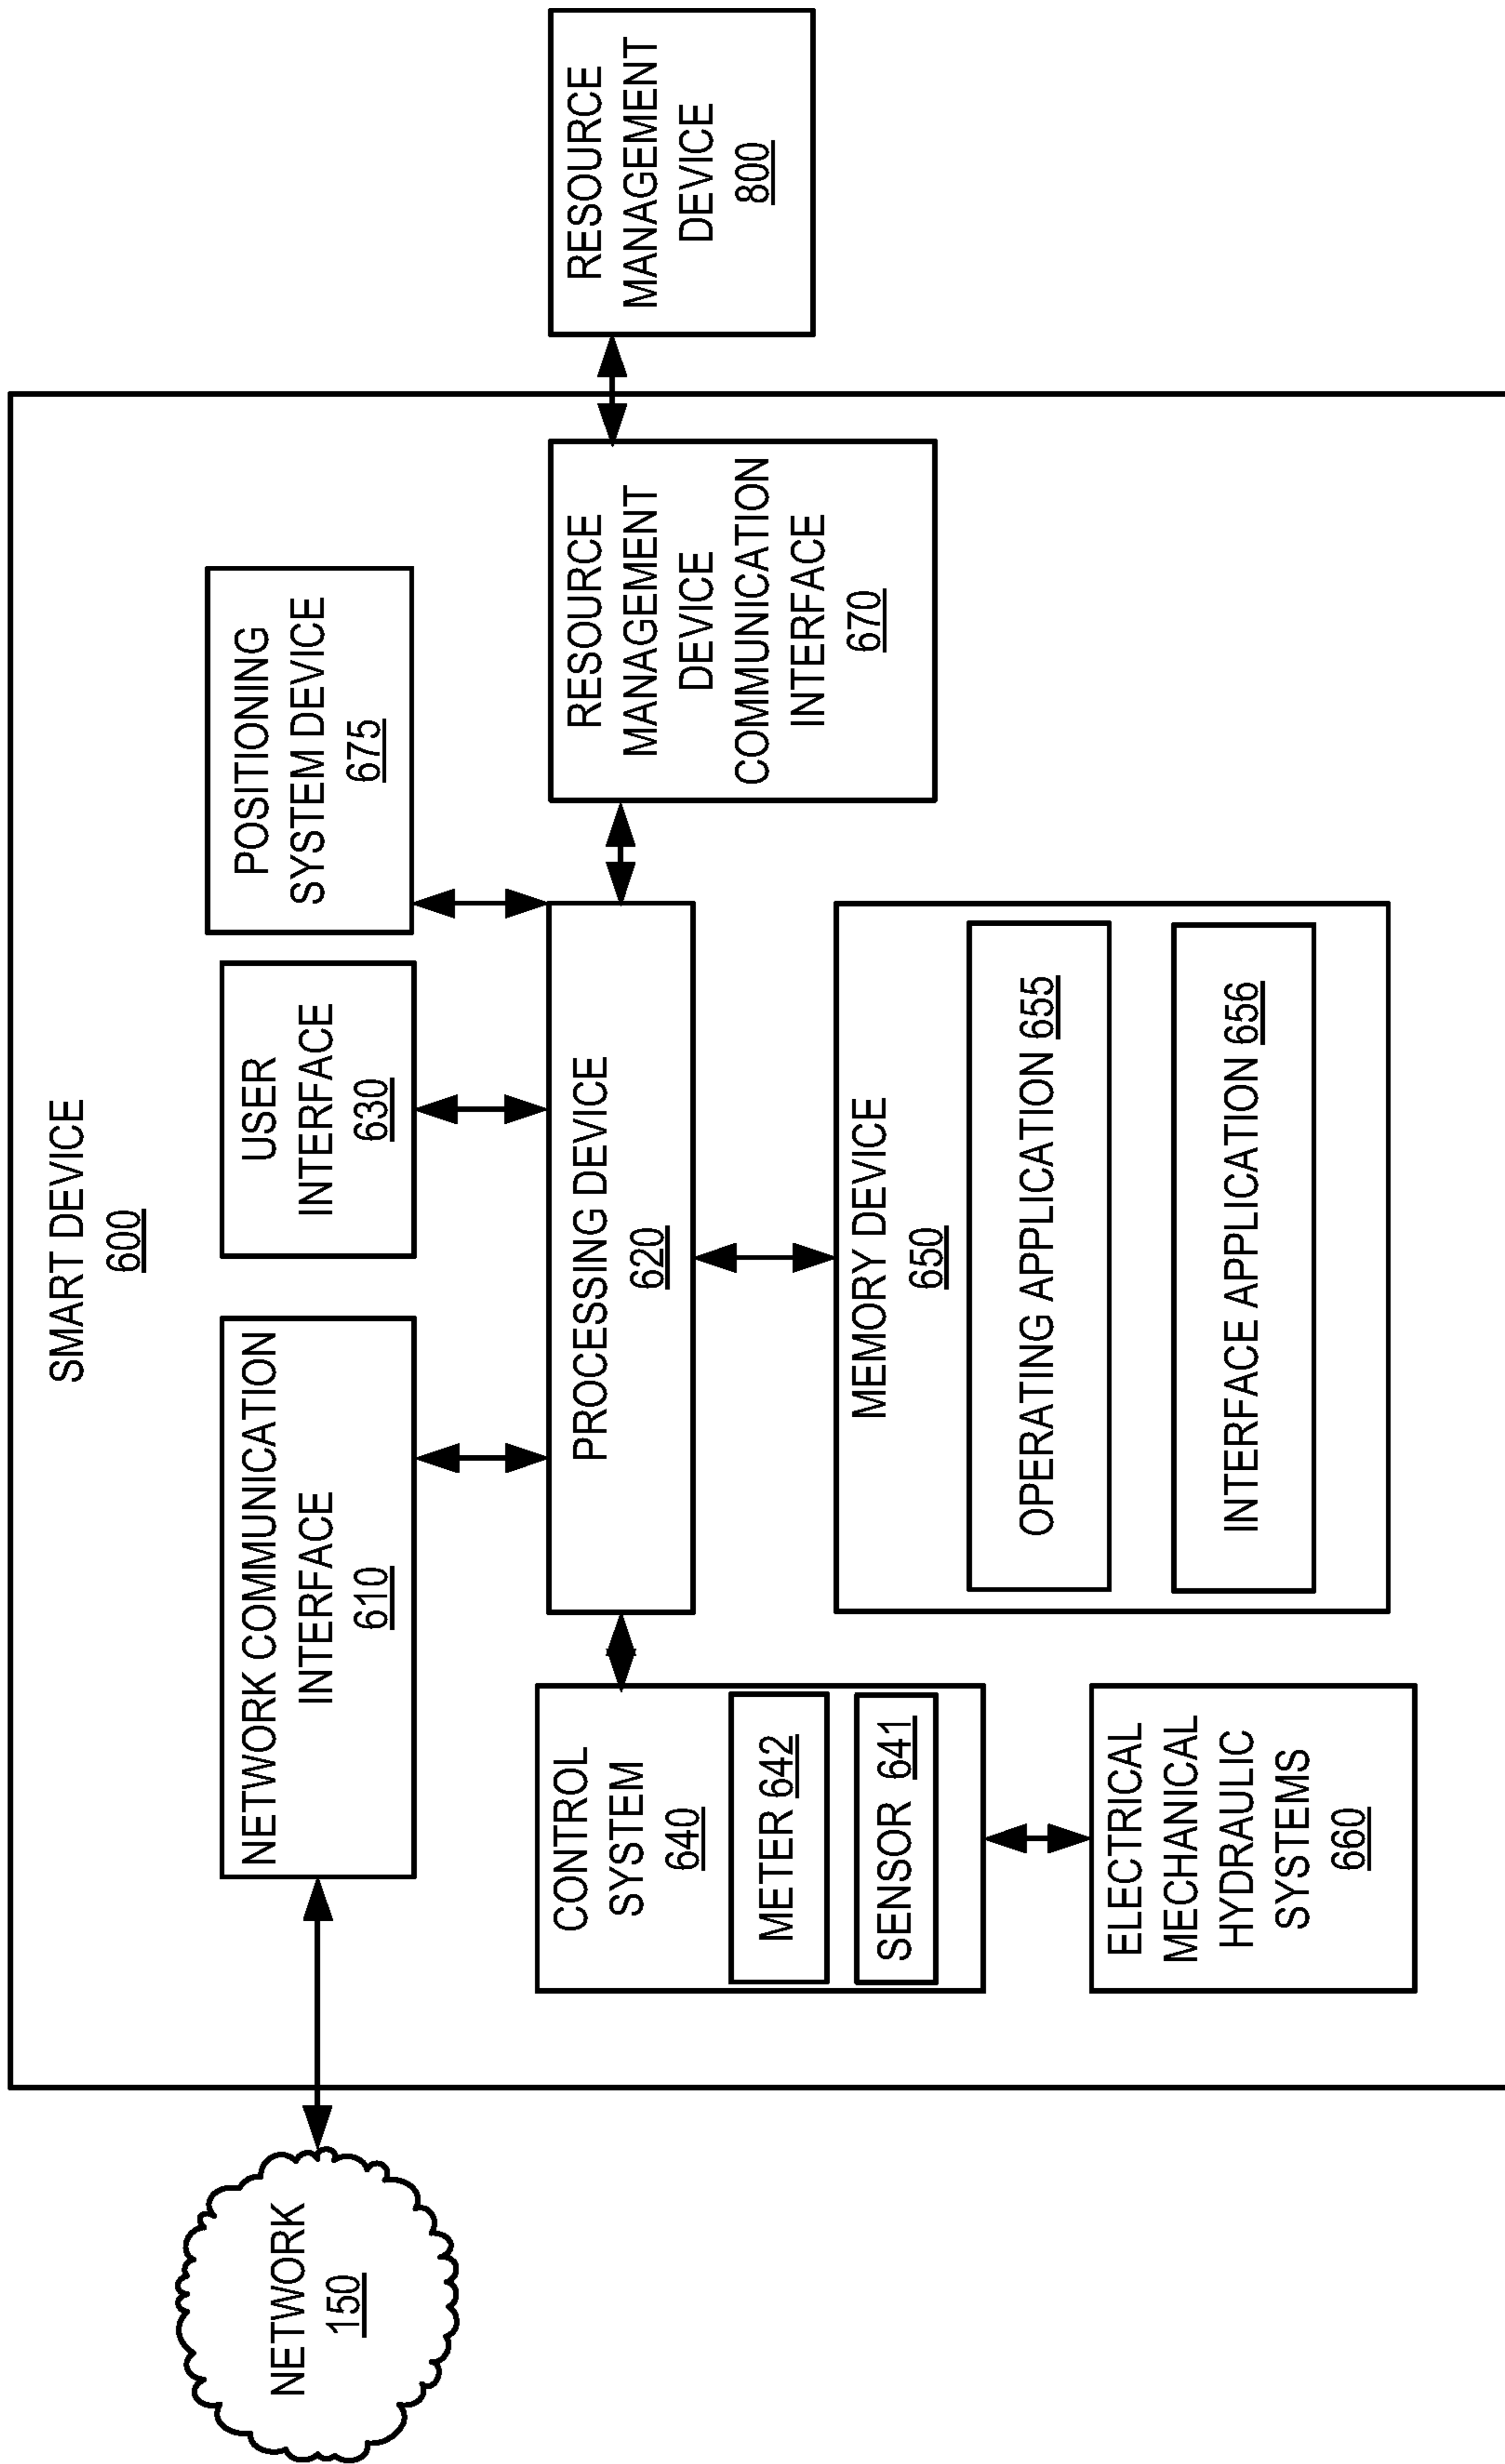 SMART DEVICE
600
NETWORK
150
NETWORK COMMUNICATION
INTERFACE
610
USER
INTERFACE
630
POSITIONING
SYSTEM DEVICE
675
CONTROL
SYSTEM
640
METER 642
SENSOR 641
PROCESSING DEVICE
620
RESOURCE
MANAGEMENT
DEVICE
COMMUNICATION
INTERFACE
670
RESOURCE
MANAGEMENT
DEVICE
800
MEMORY DEVICE
650
OPERATING APPLICATION 655
INTERFACE APPLICATION 656
ELECTRICAL
MECHANICAL
HYDRAULIC
SYSTEMS
660